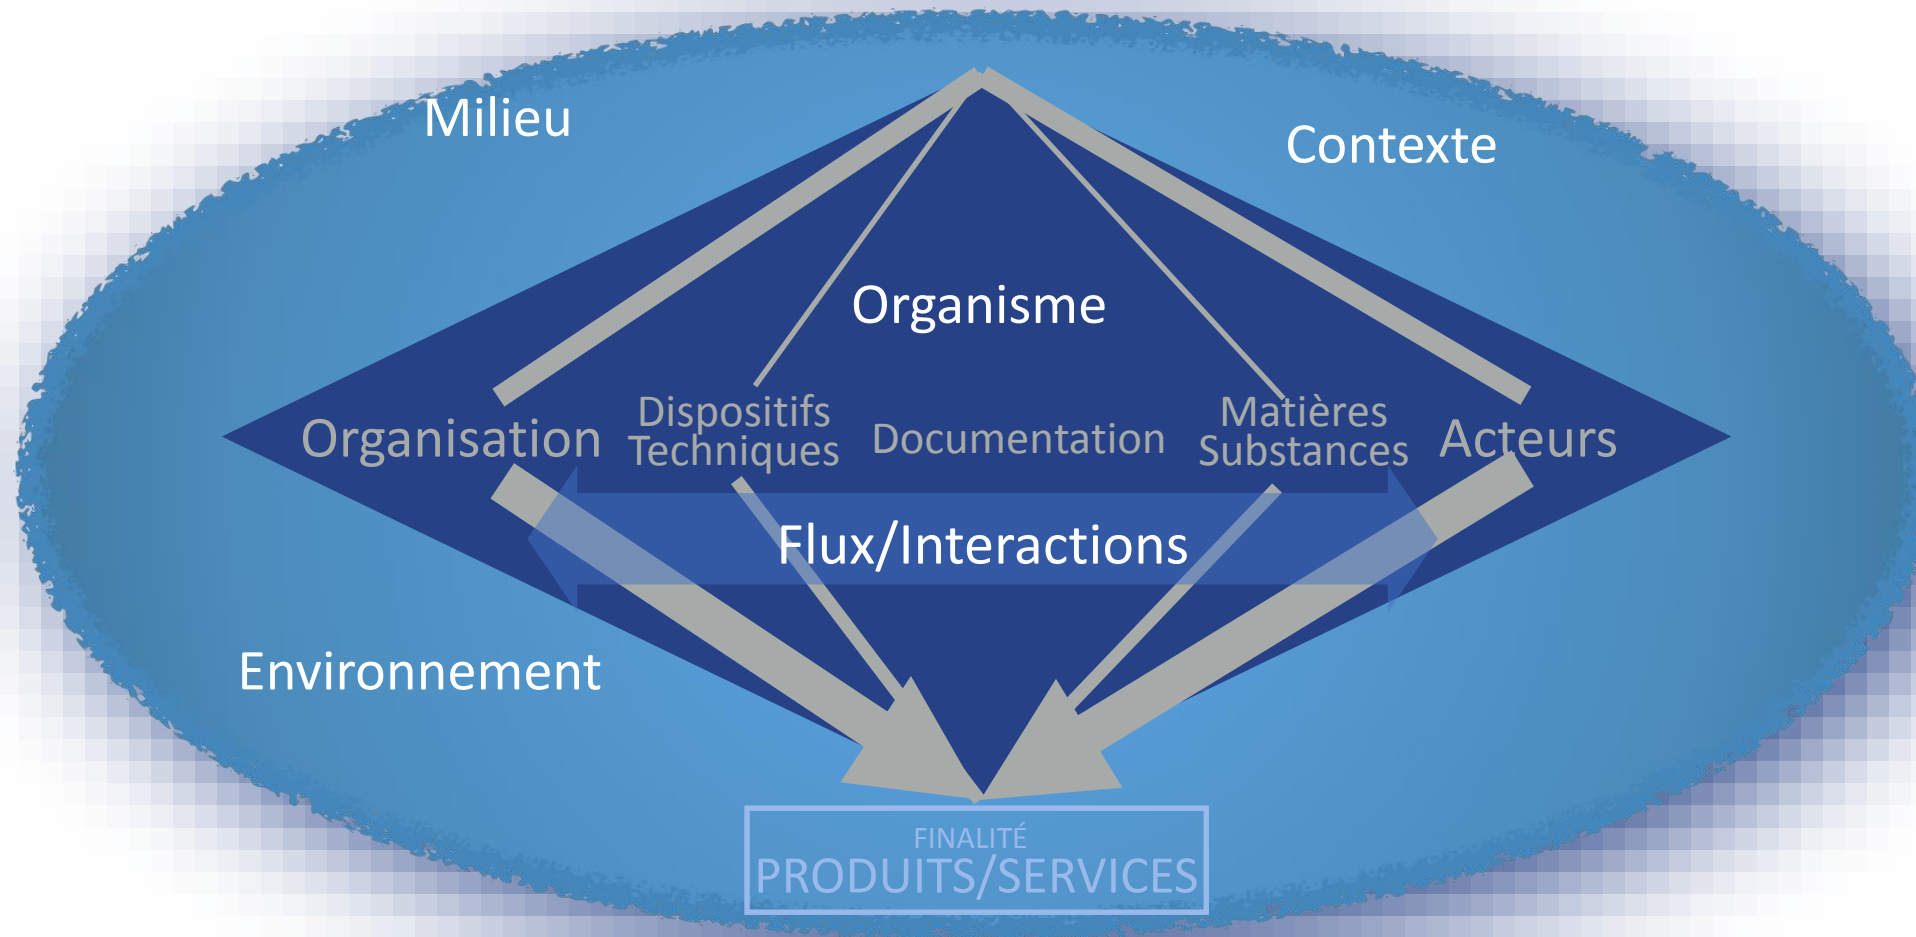 Milieu
Contexte
Organisme
Organisation
Dispositifs
Techniques
Documentation
Matières
Substances
Acteurs
Flux/Interactions
Environnement
FINALITÉ
PRODUITS/SERVICES